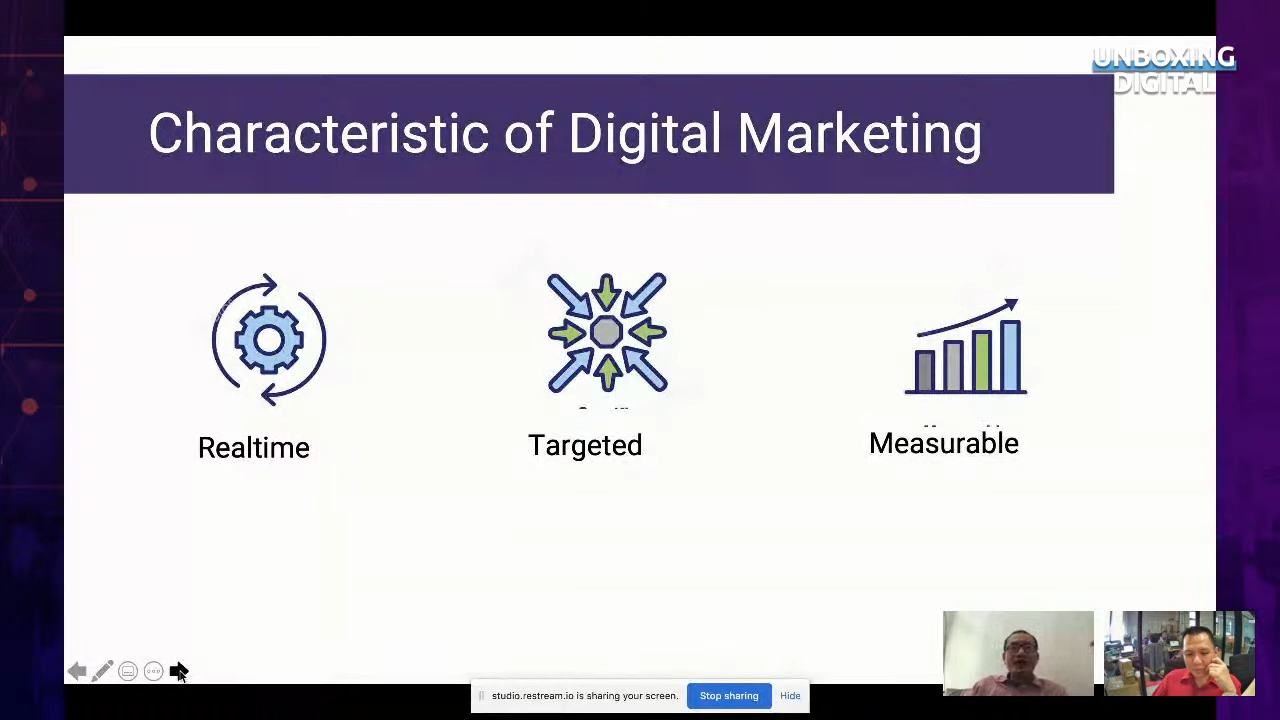 UNBOXING
DIGITAL
Characteristic of Digital Marketing
Realtime
Targeted
Measurable
studio.restream.io is sharing your screen.
Stop sharing
Hide